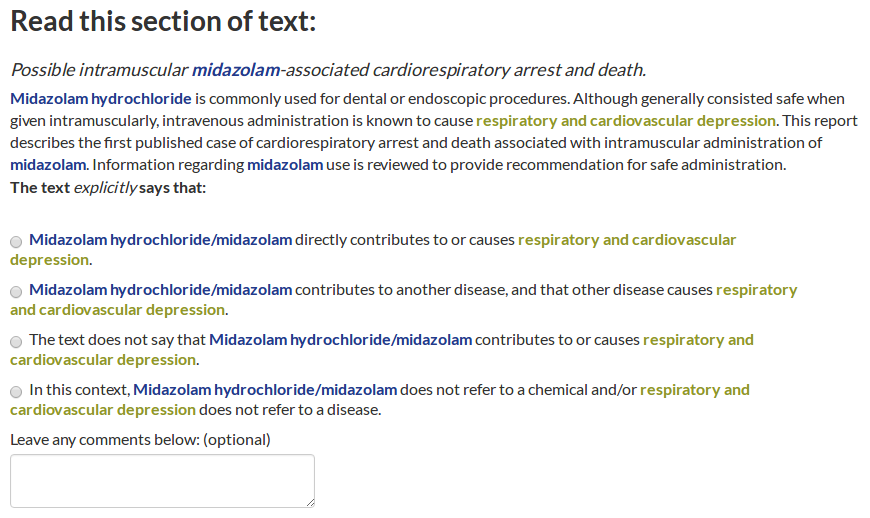 Read this section of text:
Possible intramuscular midazolam-associated cardiorespiratory arrest and death.
Midazolam hydrochloride is commonly used for dental or endoscopic procedures. Although generally consisted safe when
given intramuscularly, intravenous administration is known to cause respiratory and cardiovascular depression. This report
describes the first published case of cardiorespiratory arrest and death associated with intramuscular administration of
midazolam. Information regarding midazolam use is reviewed to provide recommendation for safe administration.
The text explicitly says that:
Midazolam hydrochloride/midazolam directly contributes to or causes respiratory and cardiovascular
depression.
Midazolam hydrochloride/midazolam contributes to another disease, and that other disease causes respiratory
and cardiovascular depression.
The text does not say that Midazolam hydrochloride/midazolam contributes to or causes respiratory and
cardiovascular depression.
In this context, Midazolam hydrochloride/midazolam does not refer to a chemical and/or respiratory and
cardiovascular depression does not refer to a disease.
Leave any comments below: (optional)